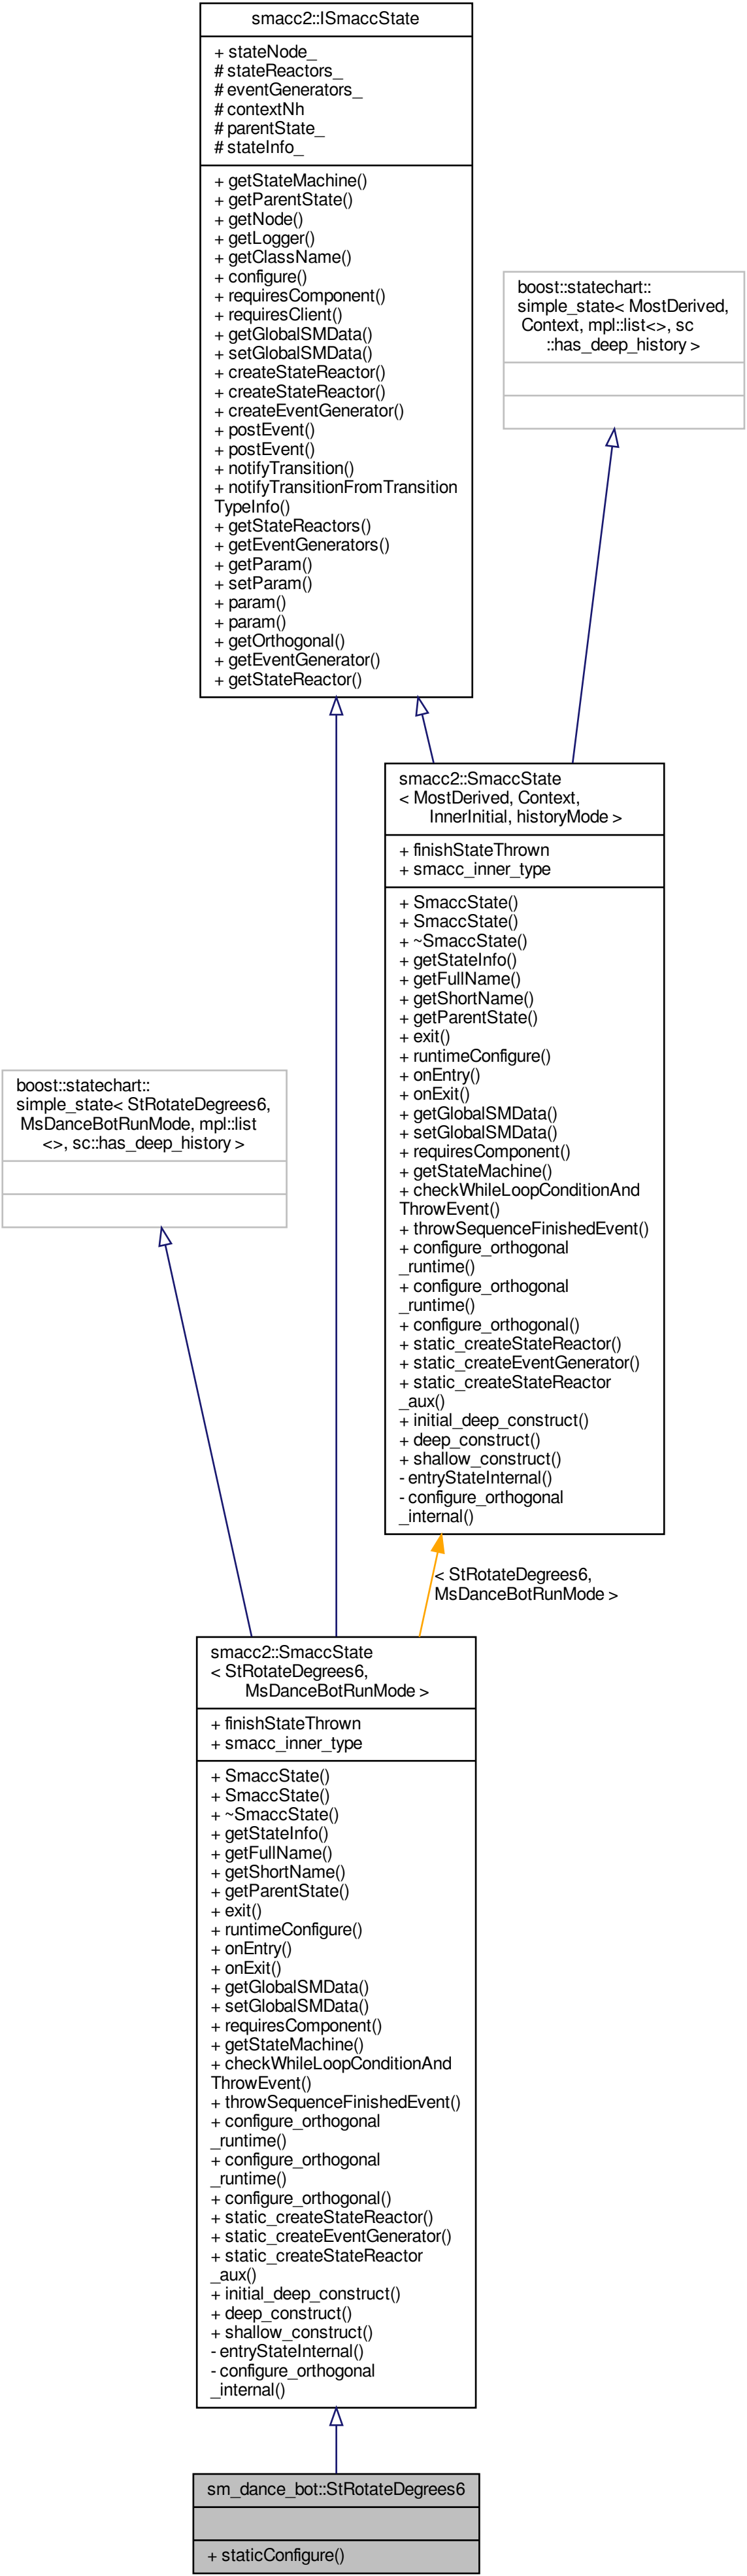 smacc2::ISmaccState
+ stateNode_
# stateReactors_
# eventGenerators_
# contextNh
# parentState_
# stateInfo_
+ getStateMachine()
+ getParentState()
+ getNode()
+ getLogger()
+ getClassName()
+ configure()
+ requiresComponent()
+ requiresClient()
+ getGlobalSMData()
+ setGlobalSMData()
+ createStateReactor()
+ createStateReactor()
+ createEventGenerator()
+ postEvent()
+ postEvent()
+ notifyTransition()
+ notifyTransitionFromTransition
TypeInfo()
+ getStateReactors()
+ getEventGenerators()
+ getParam()
+ setParam()
+ param()
+ param()
+ getOrthogonal()
+ getEventGenerator()
+ getStateReactor()
boost::statechart::
simple_state< MostDerived,
Context, mpl::list<>, sc
::has_deep_history >
smacc2::SmaccState
< MostDerived, Context,
InnerInitial, historyMode >
+ finishStateThrown
+ smacc_inner_type
+ SmaccState()
+ SmaccState()
+ ~SmaccState()
+ getStateInfo()
+ getFullName()
+ getShortName()
+ getParentState()
+ exit()
+ runtimeConfigure()
+ onEntry()
+ onExit()
+ getGlobalSMData()
+ setGlobalSMData()
+ requiresComponent()
+ getStateMachine()
+ checkWhileLoopConditionAnd
ThrowEvent()
+ throwSequenceFinishedEvent()
+ configure_orthogonal
_runtime()
+ configure_orthogonal
_runtime()
+ configure_orthogonal()
+ static_createStateReactor()
+ static_createEventGenerator()
+ static_createStateReactor
_aux()
+ initial_deep_construct()
+ deep_construct()
+ shallow_construct()
- entryStateInternal()
- configure_orthogonal
_internal()
boost::statechart::
simple_state< StRotateDegrees6,
MsDanceBotRunMode, mpl::list
<>, sc::has_deep_history >
< StRotateDegrees6,
MsDanceBotRunMode >
smacc2::SmaccState
< StRotateDegrees6,
MsDanceBotRunMode >
+ finishStateThrown
+ smacc_inner_type
+ SmaccState()
+ SmaccState()
+ ~SmaccState()
+ getStateInfo()
+ getFullName()
+ getShortName()
+ getParentState()
+ exit()
+ runtimeConfigure()
+ onEntry()
+ onExit()
+ getGlobalSMData()
+ setGlobalSMData()
+ requiresComponent()
+ getStateMachine()
+ checkWhileLoopConditionAnd
ThrowEvent()
+ throwSequenceFinishedEvent()
+ configure_orthogonal
_runtime()
+ configure_orthogonal
_runtime()
+ configure_orthogonal()
+ static_createStateReactor()
+ static_createEventGenerator()
+ static_createStateReactor
_aux()
+ initial_deep_construct()
+ deep_construct()
+ shallow_construct()
- entryStateInternal()
- configure_orthogonal
_internal()
sm_dance_bot::StRotateDegrees6
+ staticConfigure()